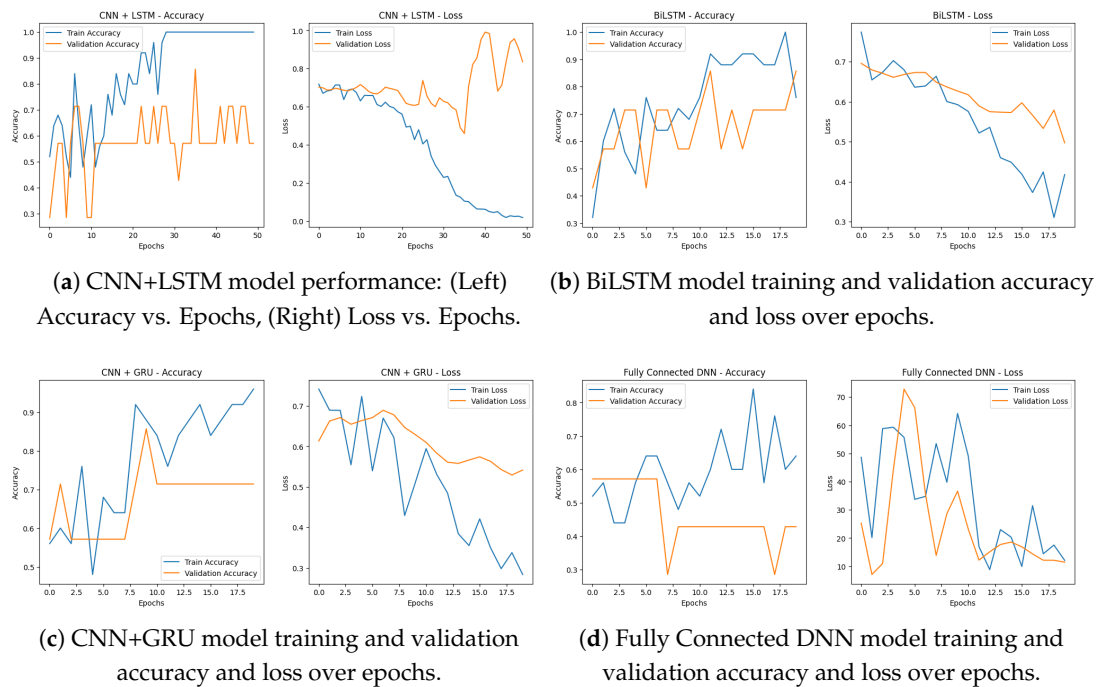 CNN + LSTM - Accuracy
Train Accuracy
Validation Accuracy
Accuracy
1.0
0.9
0.8
0.7
0.6
0.5
0.4
0.3
0 10 20 30 40 50
Epochs
CNN + LSTM - Loss
Train Loss
Validation Loss
Loss
1.0
0.8
0.6
0.4
0.2
0.0
0 10 20 30 40 50
Epochs
(a) CNN+LSTM model performance: (Left)
Accuracy vs. Epochs, (Right) Loss vs. Epochs.
BiLSTM - Accuracy
Train Accuracy
Validation Accuracy
Accuracy
1.0
0.9
0.8
0.7
0.6
0.5
0.4
0.3
0.0 2.5 5.0 7.5 10.0 12.5 15.0 17.5
Epochs
BiLSTM - Loss
Train Loss
Validation Loss
Loss
0.7
0.6
0.5
0.4
0.3
0.0 2.5 5.0 7.5 10.0 12.5 15.0 17.5
Epochs
(b) BiLSTM model training and validation accuracy
and loss over epochs.
CNN + GRU - Accuracy
Train Accuracy
Validation Accuracy
Accuracy
0.9
0.8
0.7
0.6
0.5
0.0 2.5 5.0 7.5 10.0 12.5 15.0 17.5
Epochs
CNN + GRU - Loss
Train Loss
Validation Loss
Loss
0.7
0.6
0.5
0.4
0.3
0.0 2.5 5.0 7.5 10.0 12.5 15.0 17.5
Epochs
(c) CNN+GRU model training and validation
accuracy and loss over epochs.
Fully Connected DNN - Accuracy
Train Accuracy
Validation Accuracy
Accuracy
0.8
0.7
0.6
0.5
0.4
0.3
0.0 2.5 5.0 7.5 10.0 12.5 15.0 17.5
Epochs
Fully Connected DNN - Loss
Train Loss
Validation Loss
Loss
70
60
50
40
30
20
10
0.0 2.5 5.0 7.5 10.0 12.5 15.0 17.5
Epochs
(d) Fully Connected DNN model training and
validation accuracy and loss over epochs.